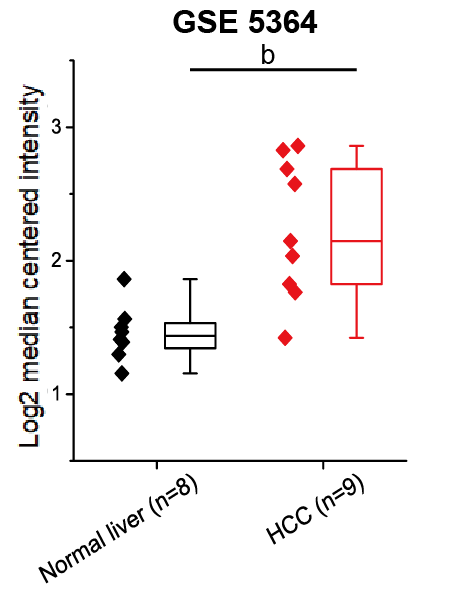 GSE 5364
b
Log2 median centered intensity
3
2
1
Normal liver (n=8)
HCC (n=9)